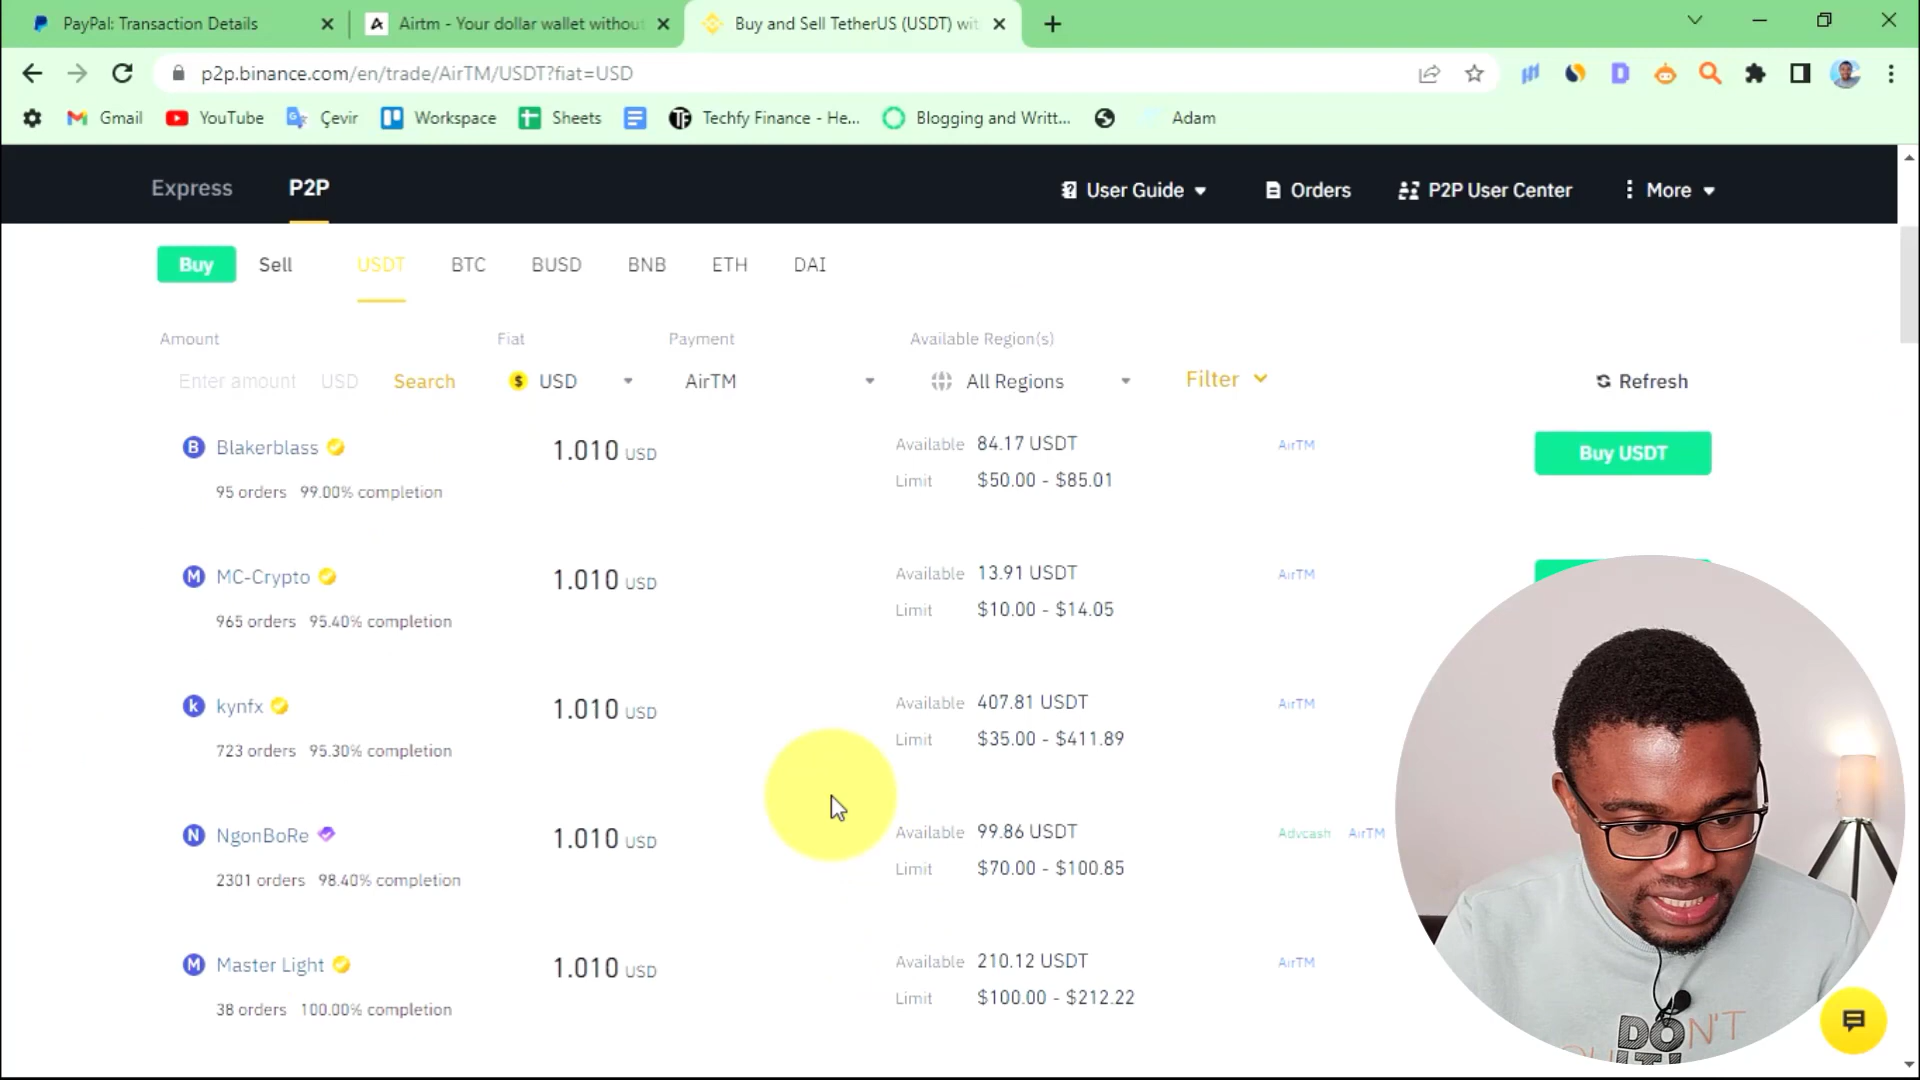 PayPal: Transaction Details
Airtm - Your dollar wallet withou
Buy and Sell TetherUS (USDT) wit
p2p.binance.com/en/trade/AirTM/USDT?fiat=USD
Gmail
YouTube
Çevir
Workspace
Sheets
Techfy Finance - He...
Blogging and Writt...
Adam
Express
P2P
User Guide
Orders
P2P User Center
More
Buy
Sell
USDT
BTC
BUSD
BNB
ETH
DAI
Amount
Fiat
Payment
Available Region(s)
Enter amount USD
Search
USD
AirTM
All Regions
Filter
Refresh
B Blakerblass
95 orders 99.00% completion
1.010 USD
Available 84.17 USDT
Limit $50.00 - $85.01
AirTM
Buy USDT
M MC-Crypto
965 orders 95.40% completion
1.010 USD
Available 13.91 USDT
Limit $10.00 - $14.05
AirTM
k kynfx
723 orders 95.30% completion
1.010 USD
Available 407.81 USDT
Limit $35.00 - $411.89
AirTM
N NgonBoRe
2301 orders 98.40% completion
1.010 USD
Available 99.86 USDT
Limit $70.00 - $100.85
Advcash AirTM
M Master Light
38 orders 100.00% completion
1.010 USD
Available 210.12 USDT
Limit $100.00 - $212.22
AirTM
DON'T